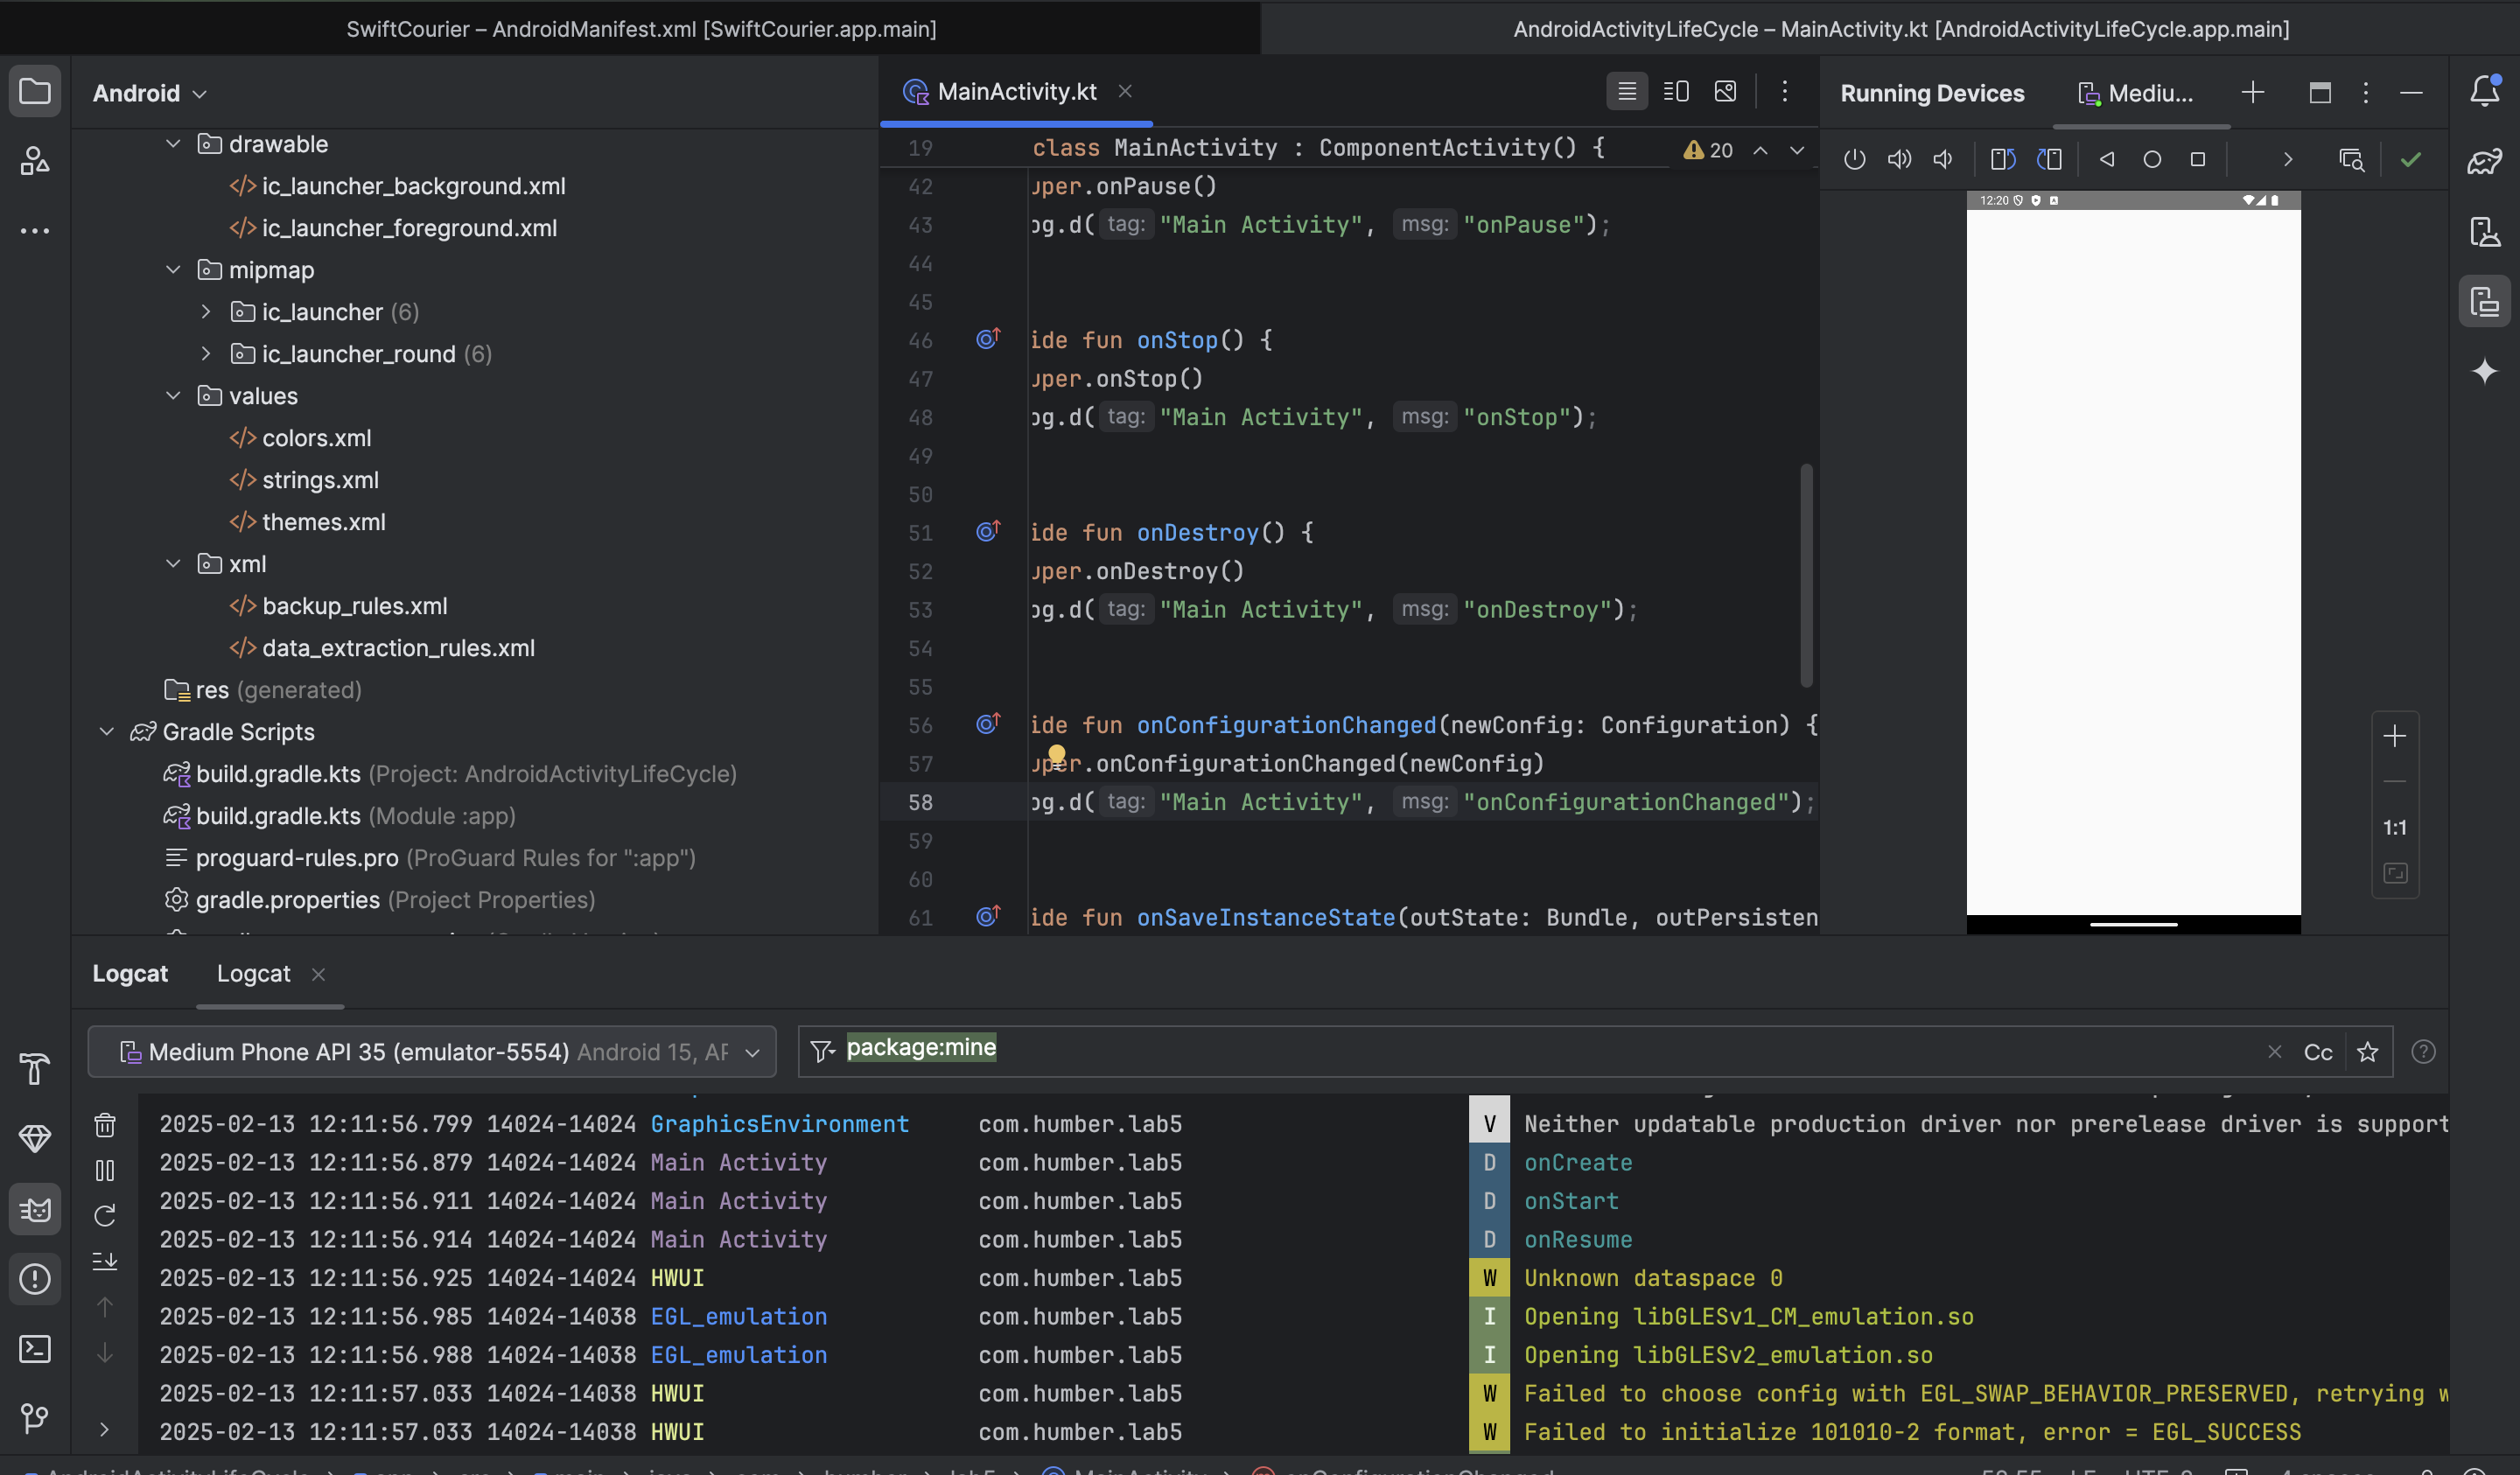 SwiftCourier – AndroidManifest.xml [SwiftCourier.app.main]
AndroidActivityLifeCycle – MainActivity.kt [AndroidActivityLifeCycle.app.main]
Android
drawable
ic_launcher_background.xml
ic_launcher_foreground.xml
mipmap
ic_launcher (6)
ic_launcher_round (6)
values
colors.xml
strings.xml
themes.xml
xml
backup_rules.xml
data_extraction_rules.xml
res (generated)
Gradle Scripts
build.gradle.kts (Project: AndroidActivityLifeCycle)
build.gradle.kts (Module :app)
proguard-rules.pro (ProGuard Rules for ":app")
gradle.properties (Project Properties)
MainActivity.kt
19 class MainActivity : ComponentActivity() { 20
42 uper.onPause()
43 og.d( tag: "Main Activity", msg: "onPause");
44
45
46 ide fun onStop() {
47 uper.onStop()
48 og.d( tag: "Main Activity", msg: "onStop");
49
50
51 ide fun onDestroy() {
52 uper.onDestroy()
53 og.d( tag: "Main Activity", msg: "onDestroy");
54
55
56 ide fun onConfigurationChanged(newConfig: Configuration) {
57 uper.onConfigurationChanged(newConfig)
58 og.d( tag: "Main Activity", msg: "onConfigurationChanged");
59
60
61 ide fun onSaveInstanceState(outState: Bundle, outPersisten
Running Devices Mediu...
12:20
1:1
Logcat Logcat
Medium Phone API 35 (emulator-5554) Android 15, AP
package:mine
Cc
2025-02-13 12:11:56.799 14024-14024 GraphicsEnvironment com.humber.lab5 V Neither updatable production driver nor prerelease driver is support
2025-02-13 12:11:56.879 14024-14024 Main Activity com.humber.lab5 D onCreate
2025-02-13 12:11:56.911 14024-14024 Main Activity com.humber.lab5 D onStart
2025-02-13 12:11:56.914 14024-14024 Main Activity com.humber.lab5 D onResume
2025-02-13 12:11:56.925 14024-14024 HWUI com.humber.lab5 W Unknown dataspace 0
2025-02-13 12:11:56.985 14024-14038 EGL_emulation com.humber.lab5 I Opening libGLESv1_CM_emulation.so
2025-02-13 12:11:56.988 14024-14038 EGL_emulation com.humber.lab5 I Opening libGLESv2_emulation.so
2025-02-13 12:11:57.033 14024-14038 HWUI com.humber.lab5 W Failed to choose config with EGL_SWAP_BEHAVIOR_PRESERVED, retrying w
2025-02-13 12:11:57.033 14024-14038 HWUI com.humber.lab5 W Failed to initialize 101010-2 format, error = EGL_SUCCESS